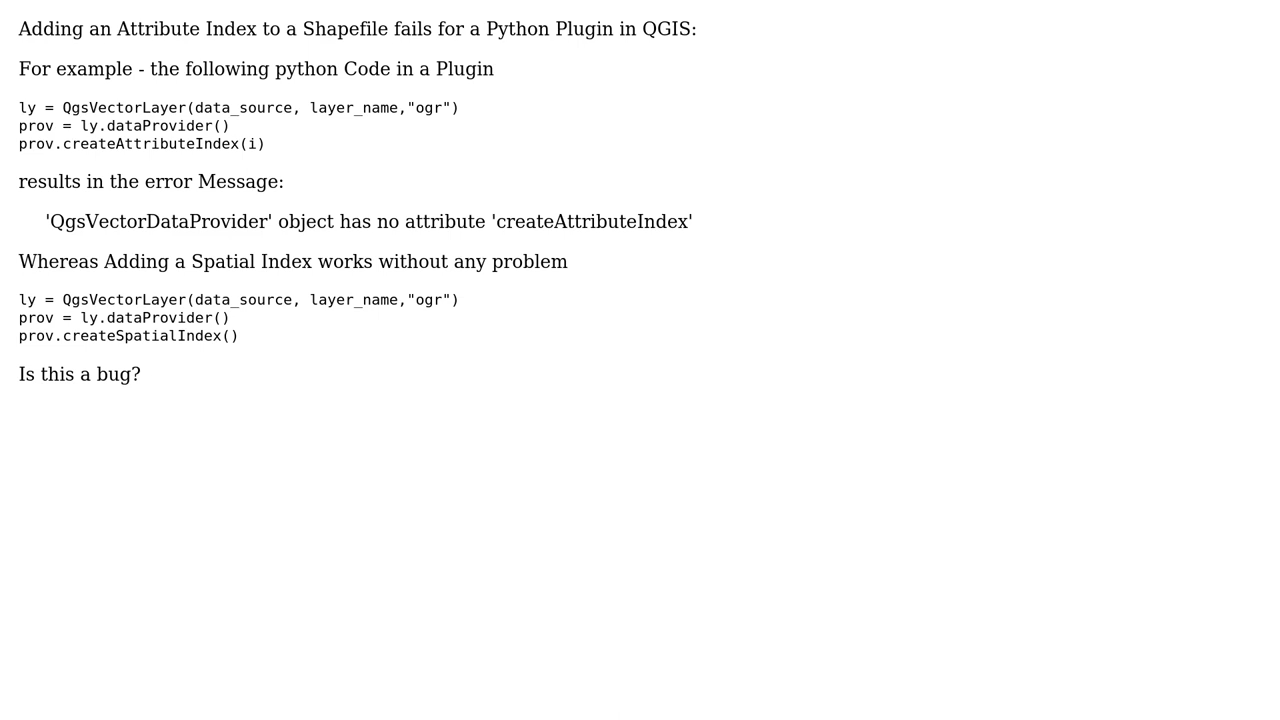 Adding an Attribute Index to a Shapefile fails for a Python Plugin in QGIS:
For example - the following python Code in a Plugin
ly = QgsVectorLayer(data_source, layer_name,"ogr")
prov = ly.dataProvider()
prov.createAttributeIndex(i)
results in the error Message:
'QgsVectorDataProvider' object has no attribute 'createAttributeIndex'
Whereas Adding a Spatial Index works without any problem
ly = QgsVectorLayer(data_source, layer_name,"ogr")
prov = ly.dataProvider()
prov.createSpatialIndex()
Is this a bug?